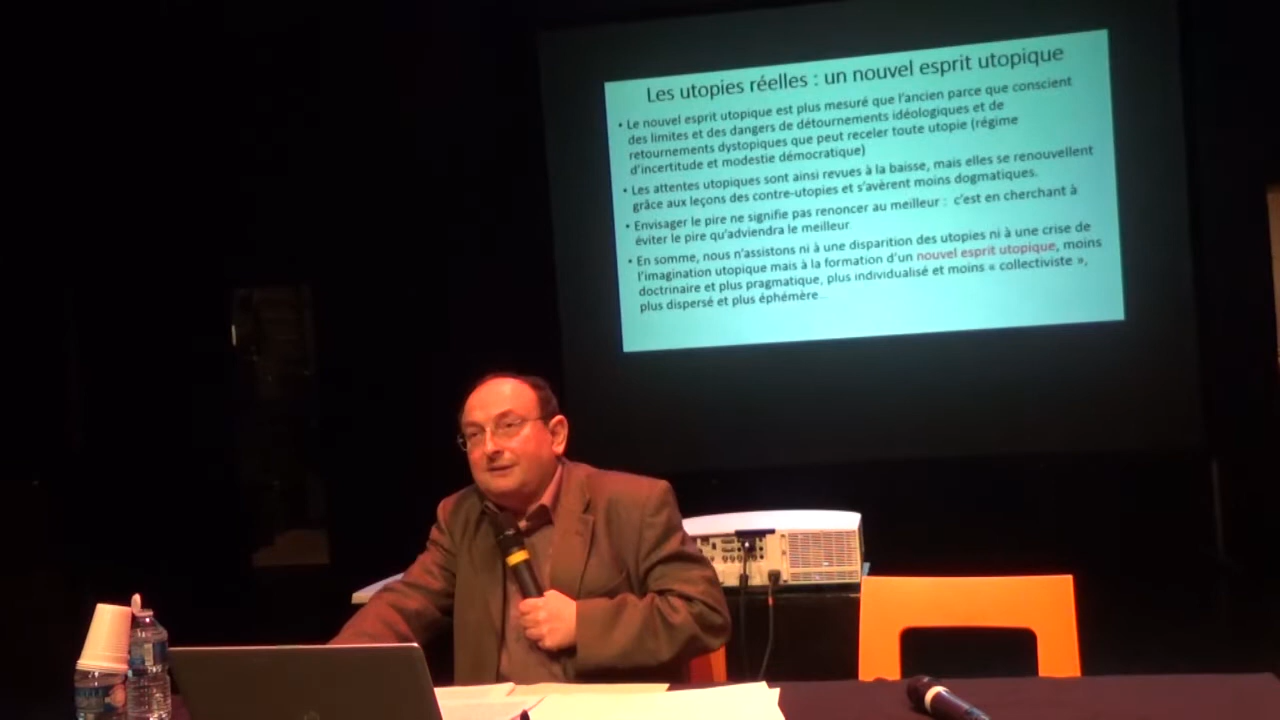 Les utopies réelles : un nouvel esprit utopique
• Le nouvel esprit utopique est plus mesuré que l'ancien parce que conscient
des limites et des dangers de détournements idéologiques et de
retournements dystopiques que peut receler toute utopie (régime
d'incertitude et modestie démocratique)
• Les attentes utopiques sont ainsi revues à la baisse, mais elles se renouvellent
grâce aux leçons des contre-utopies et s'avèrent moins dogmatiques.
• Envisager le pire ne signifie pas renoncer au meilleur : c'est en cherchant à
éviter le pire qu'adviendra le meilleur.
• En somme, nous n'assistons ni à une disparition des utopies ni à une crise de
l'imagination utopique mais à la formation d'un nouvel esprit utopique, moins
doctrinaire et plus pragmatique, plus individualisé et moins « collectiviste »,
plus dispersé et plus éphémère...